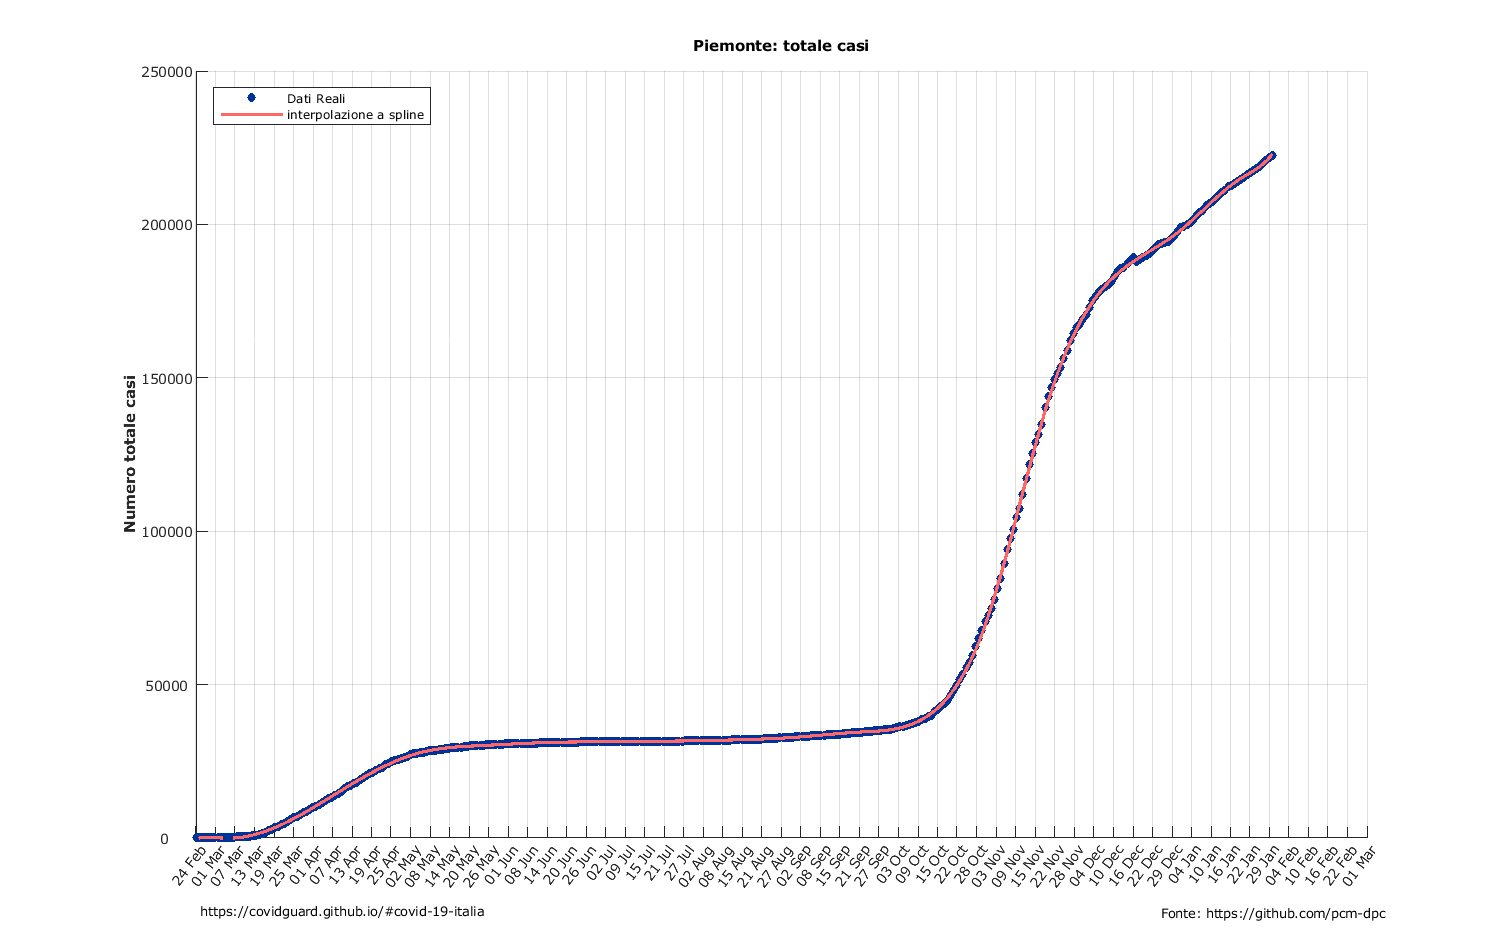 Piemonte: totale casi
250000
200000
150000
100000
50000
0
Numero totale casi
Dati Reali
interpolazione a spline
24 Feb
01 Mar
07 Mar
13 Mar
19 Mar
25 Mar
01 Apr
07 Apr
13 Apr
19 Apr
25 Apr
02 May
08 May
14 May
20 May
26 May
01 Jun
08 Jun
14 Jun
20 Jun
26 Jun
02 Jul
09 Jul
15 Jul
21 Jul
27 Jul
02 Aug
08 Aug
15 Aug
21 Aug
27 Aug
02 Sep
08 Sep
15 Sep
21 Sep
27 Sep
03 Oct
09 Oct
15 Oct
22 Oct
28 Oct
03 Nov
09 Nov
15 Nov
22 Nov
28 Nov
04 Dec
10 Dec
16 Dec
22 Dec
29 Dec
04 Jan
10 Jan
16 Jan
22 Jan
29 Jan
04 Feb
10 Feb
16 Feb
22 Feb
01 Mar
https://covidguard.github.io/#covid-19-italia
Fonte: https://github.com/pcm-dpc